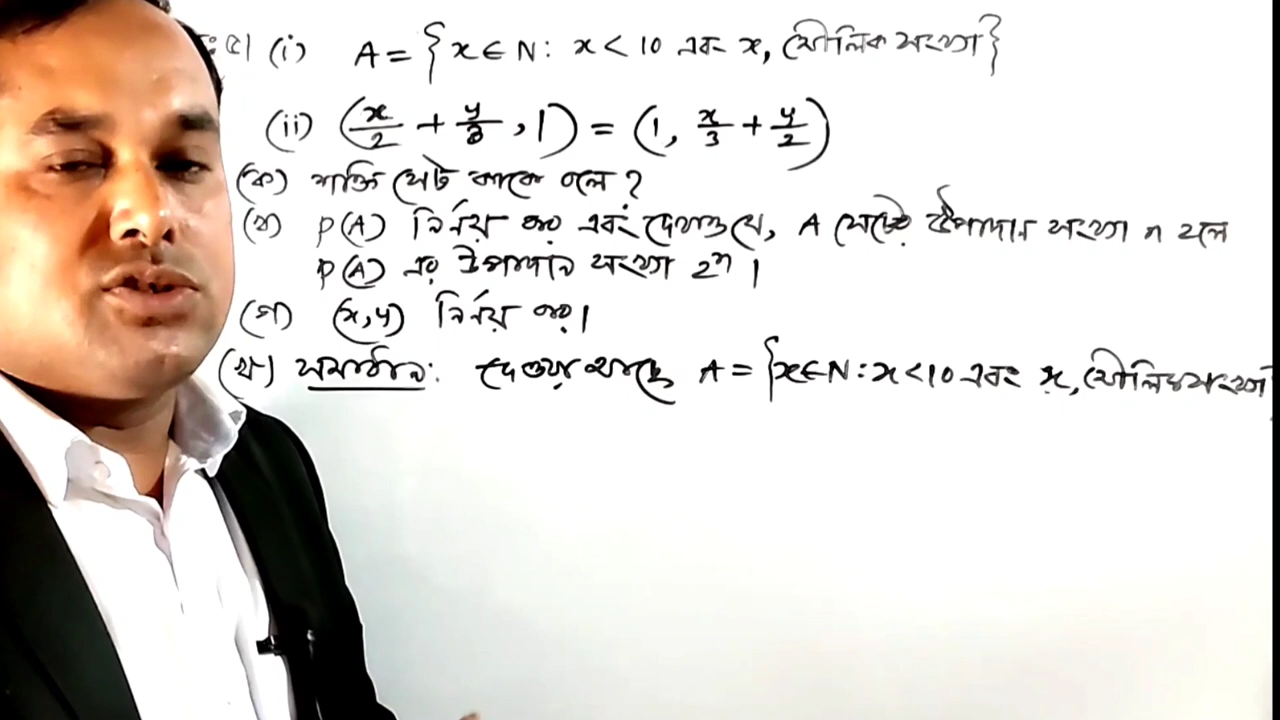 ৫। (i) A = {x ∈ N : x < 10 এবং x, মৌলিক সংখ্যা}
(ii) (x/2 + y/3 , 1) = (1, x/3 + y/2)
(ক) শক্তি সেট কাকে বলে ?
(খ) P(A) নির্ণয় কর এবং দেখাও যে, A সেটের উপাদান সংখ্যা n হলে
P(A) এর উপাদান সংখ্যা 2ⁿ ।
(গ) (x,y) নির্ণয় কর।
(খ) সমাধান: দেওয়া আছে A = {x∈N : x < 10 এবং x, মৌলিক সংখ্যা